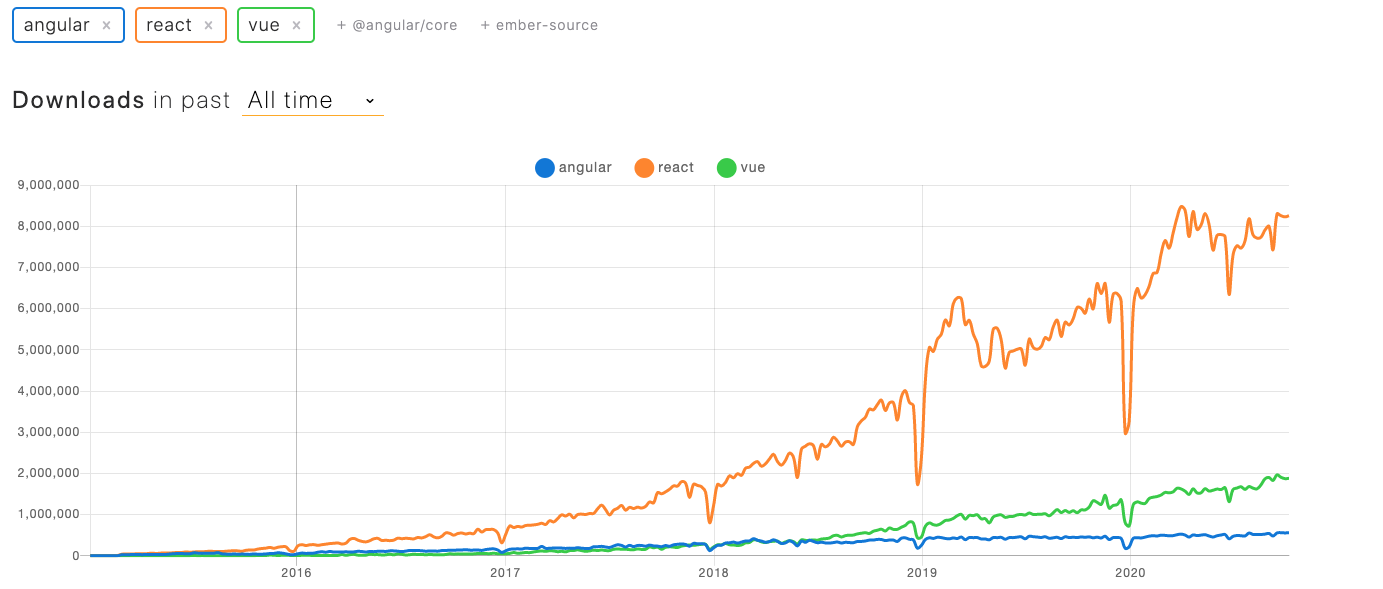 angular × react × vue × + @angular/core + ember-source
Downloads in past All time
angular react vue
9,000,000
8,000,000
7,000,000
6,000,000
5,000,000
4,000,000
3,000,000
2,000,000
1,000,000
0
2016 2017 2018 2019 2020